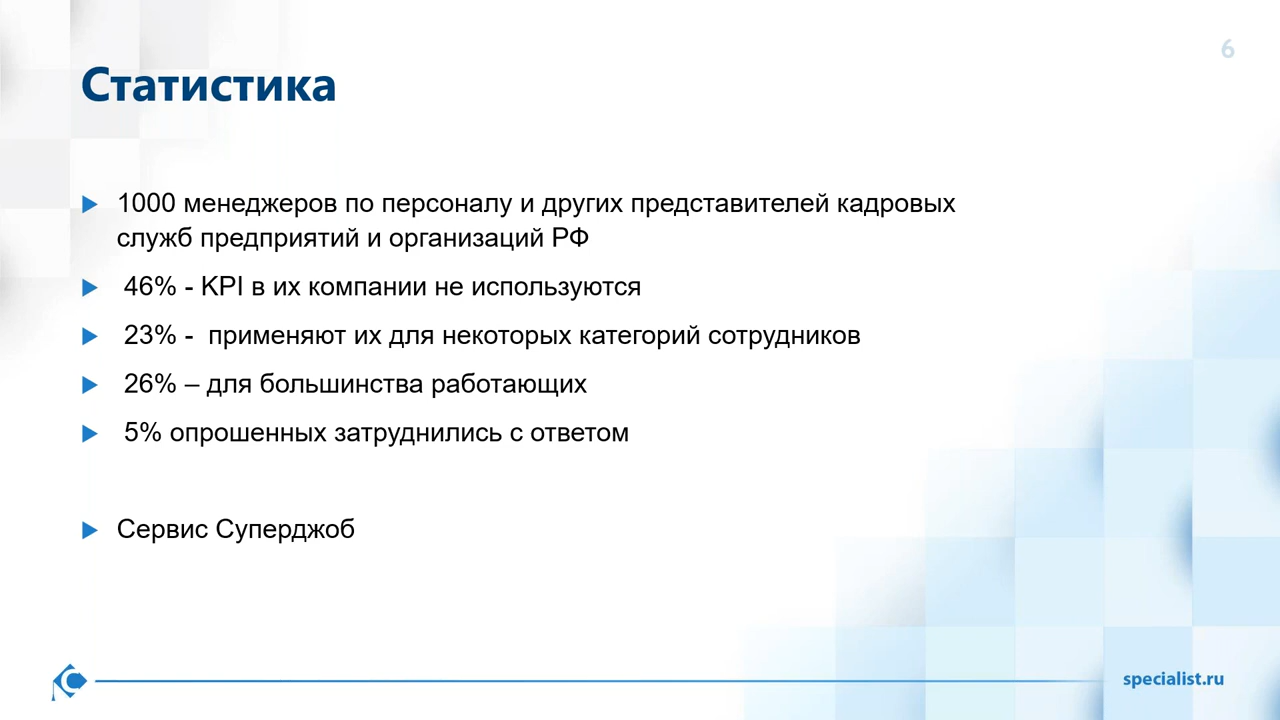 6
Статистика
1000 менеджеров по персоналу и других представителей кадровых
служб предприятий и организаций РФ
46% - KPI в их компании не используются
23% -  применяют их для некоторых категорий сотрудников
26% – для большинства работающих
5% опрошенных затруднились с ответом
Сервис Суперджоб
specialist.ru